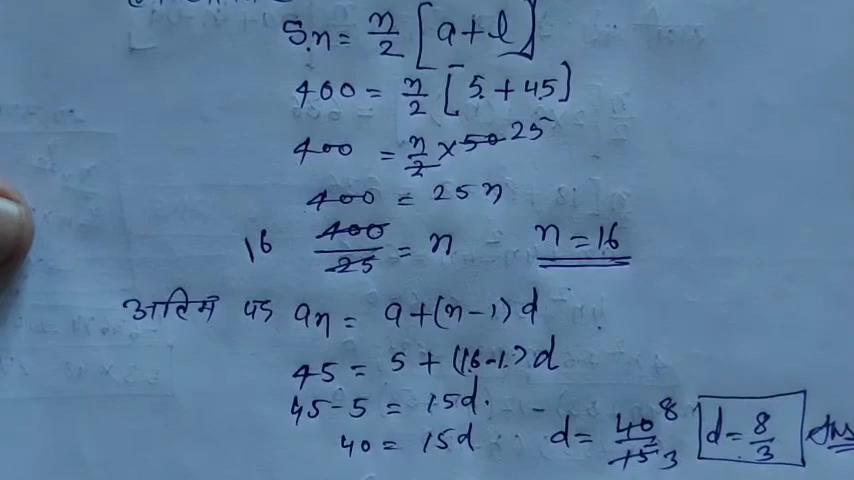 Sn = n/2 [a+l]
400 = n/2 [5+45]
400 = n/2 × 50 25
400 = 25n
16 400/25 = n n = 16
अंतिम पद an = a+(n-1)d
45 = 5+(16-1)d
45-5 = 15d.
40 = 15d d = 40/15 8 3 d = 8/3 Ans